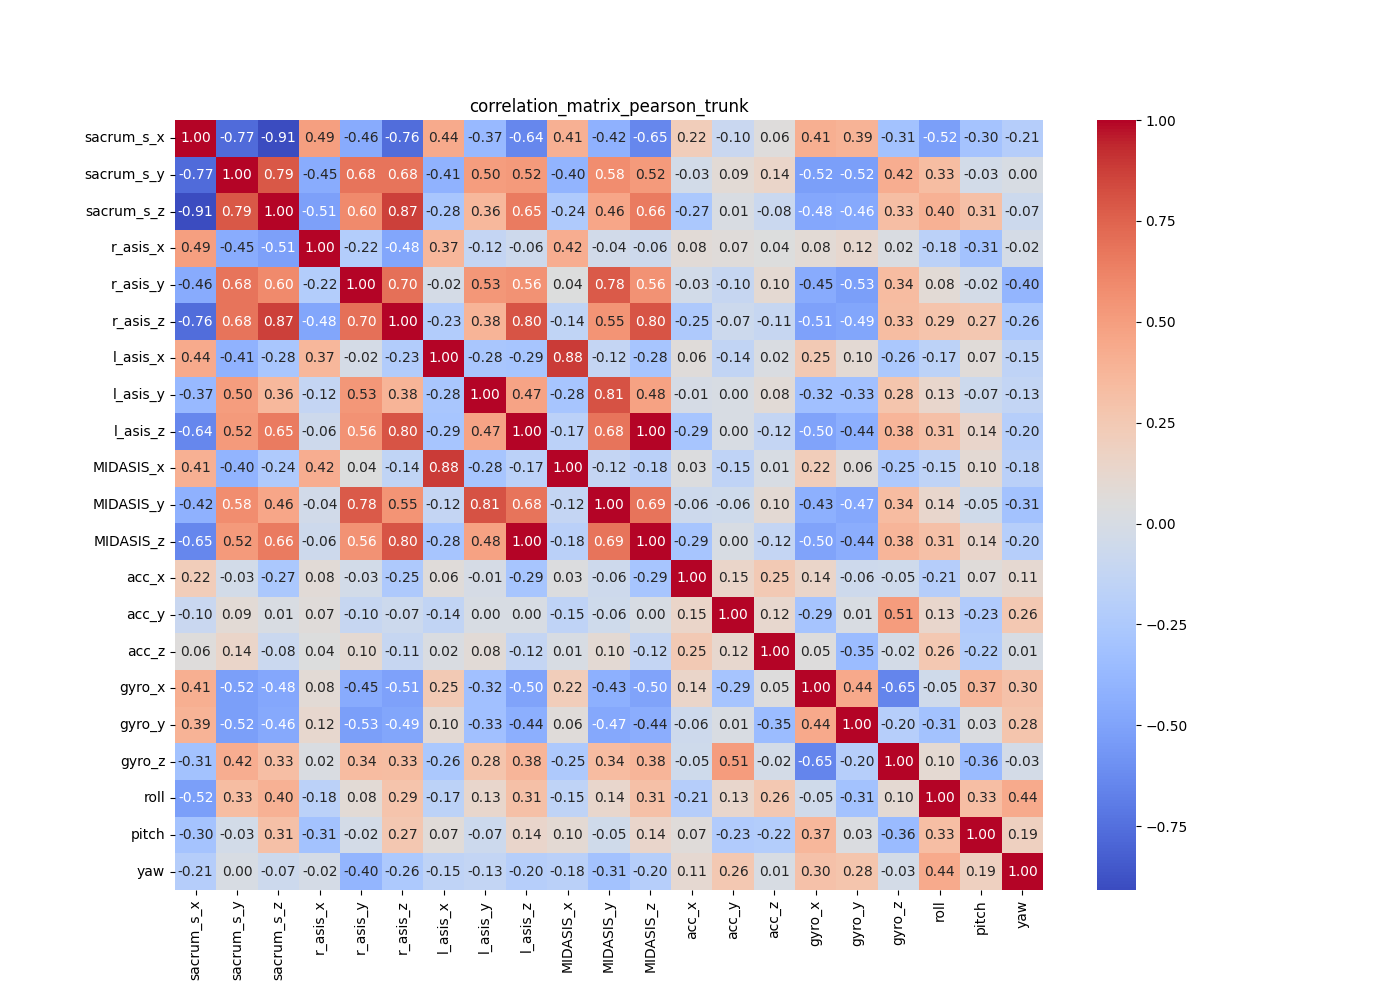 correlation_matrix_pearson_trunk
sacrum_s_x 1.00 -0.77 -0.91 0.49 -0.46 -0.76 0.44 -0.37 -0.64 0.41 -0.42 -0.65 0.22 -0.10 0.06 0.41 0.39 -0.31 -0.52 -0.30 -0.21
sacrum_s_y -0.77 1.00 0.79 -0.45 0.68 0.68 -0.41 0.50 0.52 -0.40 0.58 0.52 -0.03 0.09 0.14 -0.52 -0.52 0.42 0.33 -0.03 0.00
sacrum_s_z -0.91 0.79 1.00 -0.51 0.60 0.87 -0.28 0.36 0.65 -0.24 0.46 0.66 -0.27 0.01 -0.08 -0.48 -0.46 0.33 0.40 0.31 -0.07
r_asis_x 0.49 -0.45 -0.51 1.00 -0.22 -0.48 0.37 -0.12 -0.06 0.42 -0.04 -0.06 0.08 0.07 0.04 0.08 0.12 0.02 -0.18 -0.31 -0.02
r_asis_y -0.46 0.68 0.60 -0.22 1.00 0.70 -0.02 0.53 0.56 0.04 0.78 0.56 -0.03 -0.10 0.10 -0.45 -0.53 0.34 0.08 -0.02 -0.40
r_asis_z -0.76 0.68 0.87 -0.48 0.70 1.00 -0.23 0.38 0.80 -0.14 0.55 0.80 -0.25 -0.07 -0.11 -0.51 -0.49 0.33 0.29 0.27 -0.26
l_asis_x 0.44 -0.41 -0.28 0.37 -0.02 -0.23 1.00 -0.28 -0.29 0.88 -0.12 -0.28 0.06 -0.14 0.02 0.25 0.10 -0.26 -0.17 0.07 -0.15
l_asis_y -0.37 0.50 0.36 -0.12 0.53 0.38 -0.28 1.00 0.47 -0.28 0.81 0.48 -0.01 0.00 0.08 -0.32 -0.33 0.28 0.13 -0.07 -0.13
l_asis_z -0.64 0.52 0.65 -0.06 0.56 0.80 -0.29 0.47 1.00 -0.17 0.68 1.00 -0.29 0.00 -0.12 -0.50 -0.44 0.38 0.31 0.14 -0.20
MIDASIS_x 0.41 -0.40 -0.24 0.42 0.04 -0.14 0.88 -0.28 -0.17 1.00 -0.12 -0.18 0.03 -0.15 0.01 0.22 0.06 -0.25 -0.15 0.10 -0.18
MIDASIS_y -0.42 0.58 0.46 -0.04 0.78 0.55 -0.12 0.81 0.68 -0.12 1.00 0.69 -0.06 -0.06 0.10 -0.43 -0.47 0.34 0.14 -0.05 -0.31
MIDASIS_z -0.65 0.52 0.66 -0.06 0.56 0.80 -0.28 0.48 1.00 -0.18 0.69 1.00 -0.29 0.00 -0.12 -0.50 -0.44 0.38 0.31 0.14 -0.20
acc_x 0.22 -0.03 -0.27 0.08 -0.03 -0.25 0.06 -0.01 -0.29 0.03 -0.06 -0.29 1.00 0.15 0.25 0.14 -0.06 -0.05 -0.21 0.07 0.11
acc_y -0.10 0.09 0.01 0.07 -0.10 -0.07 -0.14 0.00 0.00 -0.15 -0.06 0.00 0.15 1.00 0.12 -0.29 0.01 0.51 0.13 -0.23 0.26
acc_z 0.06 0.14 -0.08 0.04 0.10 -0.11 0.02 0.08 -0.12 0.01 0.10 -0.12 0.25 0.12 1.00 0.05 -0.35 -0.02 0.26 -0.22 0.01
gyro_x 0.41 -0.52 -0.48 0.08 -0.45 -0.51 0.25 -0.32 -0.50 0.22 -0.43 -0.50 0.14 -0.29 0.05 1.00 0.44 -0.65 -0.05 0.37 0.30
gyro_y 0.39 -0.52 -0.46 0.12 -0.53 -0.49 0.10 -0.33 -0.44 0.06 -0.47 -0.44 -0.06 0.01 -0.35 0.44 1.00 -0.20 -0.31 0.03 0.28
gyro_z -0.31 0.42 0.33 0.02 0.34 0.33 -0.26 0.28 0.38 -0.25 0.34 0.38 -0.05 0.51 -0.02 -0.65 -0.20 1.00 0.10 -0.36 -0.03
roll -0.52 0.33 0.40 -0.18 0.08 0.29 -0.17 0.13 0.31 -0.15 0.14 0.31 -0.21 0.13 0.26 -0.05 -0.31 0.10 1.00 0.33 0.44
pitch -0.30 -0.03 0.31 -0.31 -0.02 0.27 0.07 -0.07 0.14 0.10 -0.05 0.14 0.07 -0.23 -0.22 0.37 0.03 -0.36 0.33 1.00 0.19
yaw -0.21 0.00 -0.07 -0.02 -0.40 -0.26 -0.15 -0.13 -0.20 -0.18 -0.31 -0.20 0.11 0.26 0.01 0.30 0.28 -0.03 0.44 0.19 1.00
sacrum_s_x sacrum_s_y sacrum_s_z r_asis_x r_asis_y r_asis_z l_asis_x l_asis_y l_asis_z MIDASIS_x MIDASIS_y MIDASIS_z acc_x acc_y acc_z gyro_x gyro_y gyro_z roll pitch yaw
1.00
0.75
0.50
0.25
0.00
−0.25
−0.50
−0.75